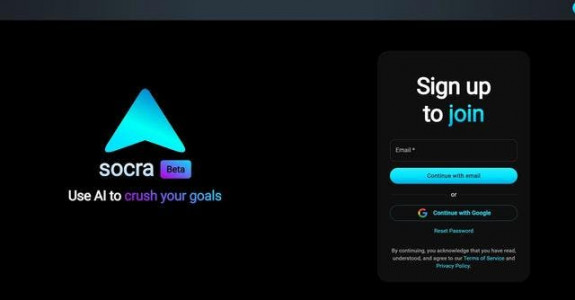 socra Beta
Use AI to crush your goals
Sign up
to join
Email *
Continue with email
or
Continue with Google
Reset Password
By continuing, you acknowledge that you have read,
understood, and agree to our Terms of Service and
Privacy Policy.